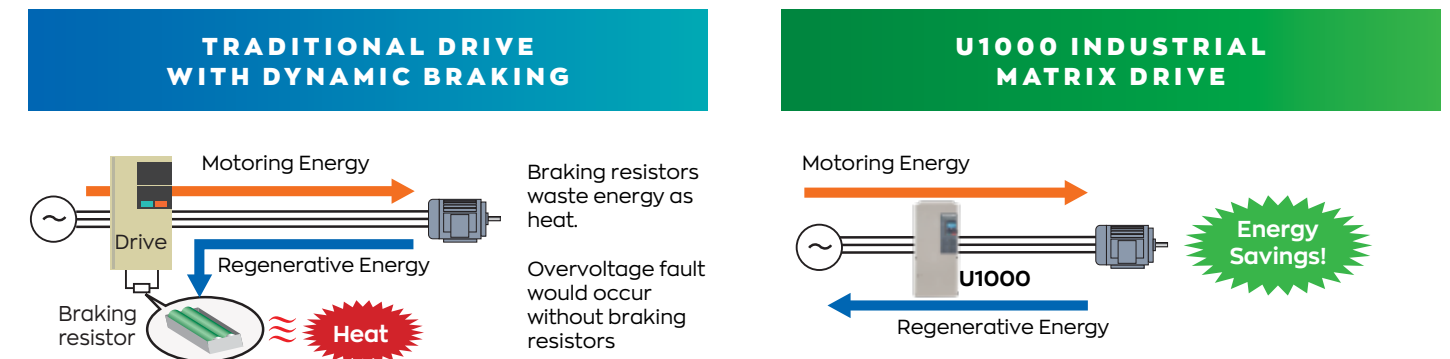 TRADITIONAL DRIVE
WITH DYNAMIC BRAKING
Motoring Energy
Drive
Regenerative Energy
Braking
resistor
Heat
Braking resistors
waste energy as
heat.
Overvoltage fault
would occur
without braking
resistors
U1000 INDUSTRIAL
MATRIX DRIVE
Motoring Energy
U1000
Regenerative Energy
Energy
Savings!